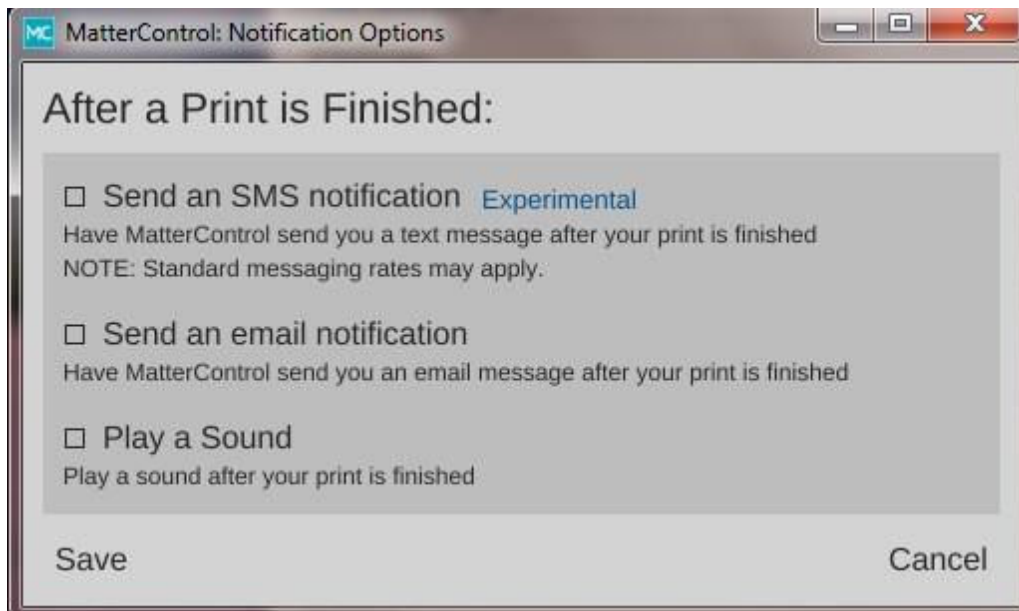 MC MatterControl: Notification Options
After a Print is Finished:
Send an SMS notification Experimental
Have MatterControl send you a text message after your print is finished
NOTE: Standard messaging rates may apply.
Send an email notification
Have MatterControl send you an email message after your print is finished
Play a Sound
Play a sound after your print is finished
Save Cancel